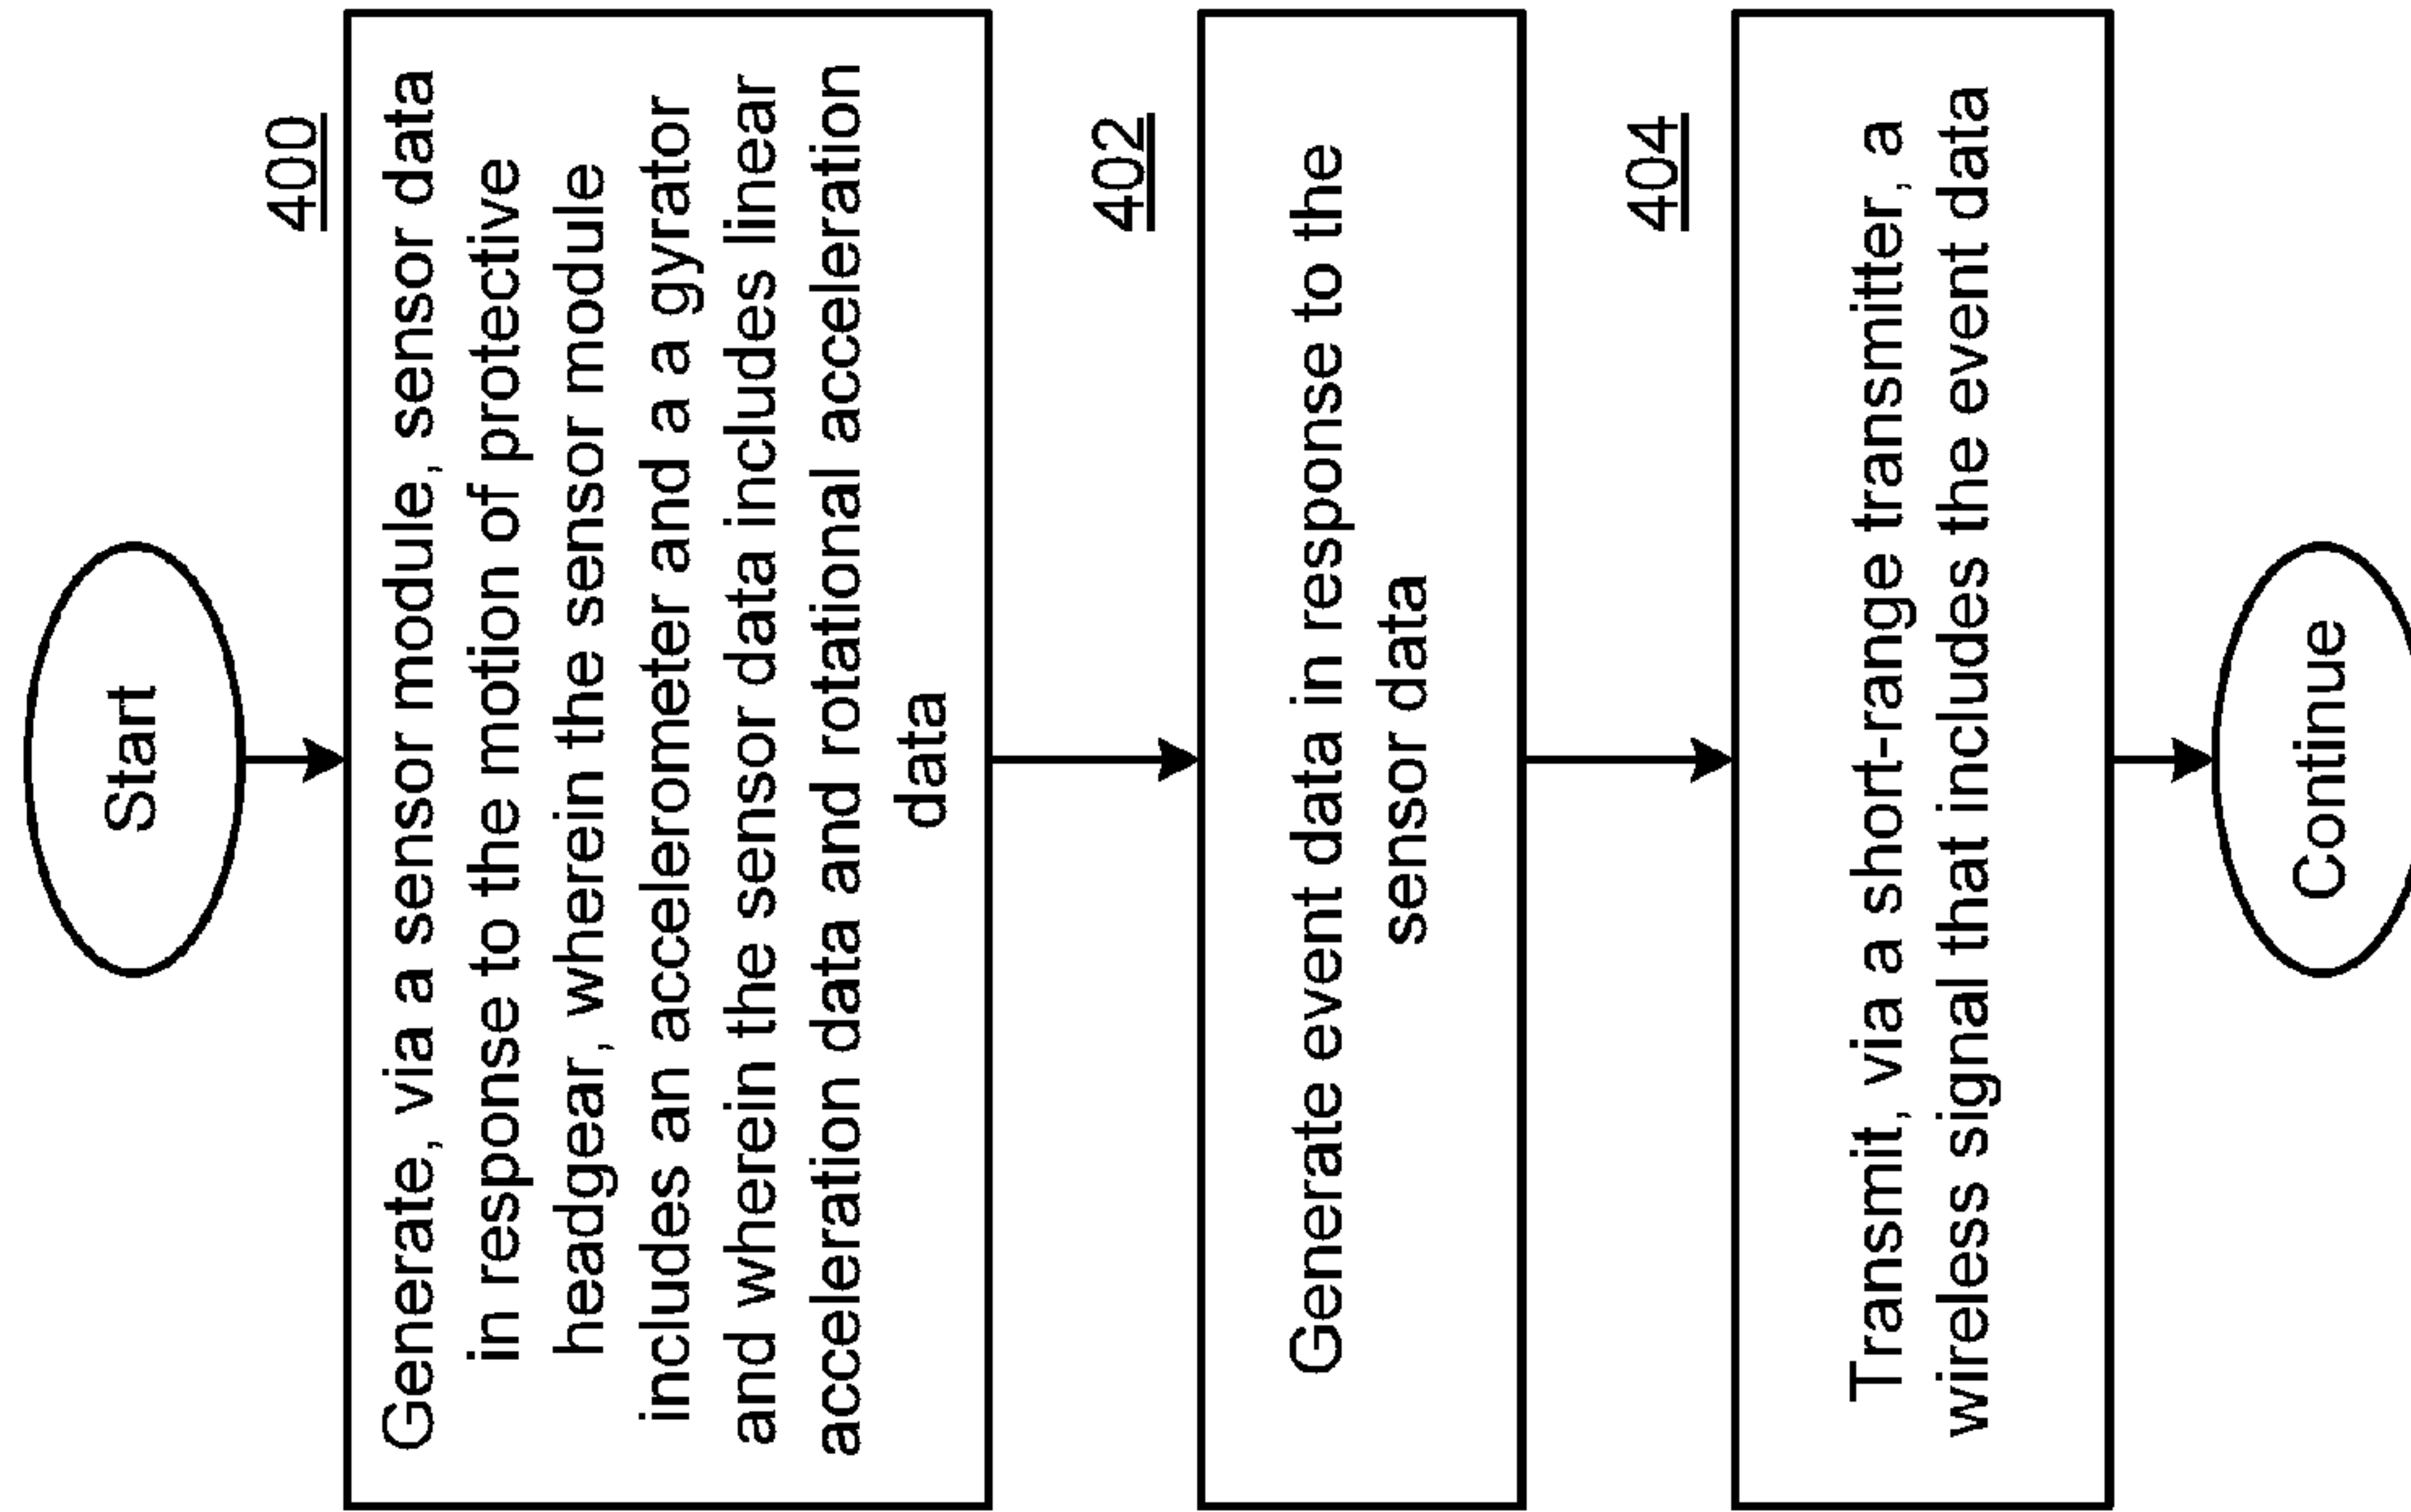 Start
400
Generate, via a sensor module, sensor data
in response to the motion of protective
headgear, wherein the sensor module
includes an accelerometer and a a gyrator
and wherein the sensor data includes linear
acceleration data and rotational acceleration
data
402
Generate event data in response to the
sensor data
404
Transmit, via a short-range transmitter, a
wireless signal that includes the event data
Continue